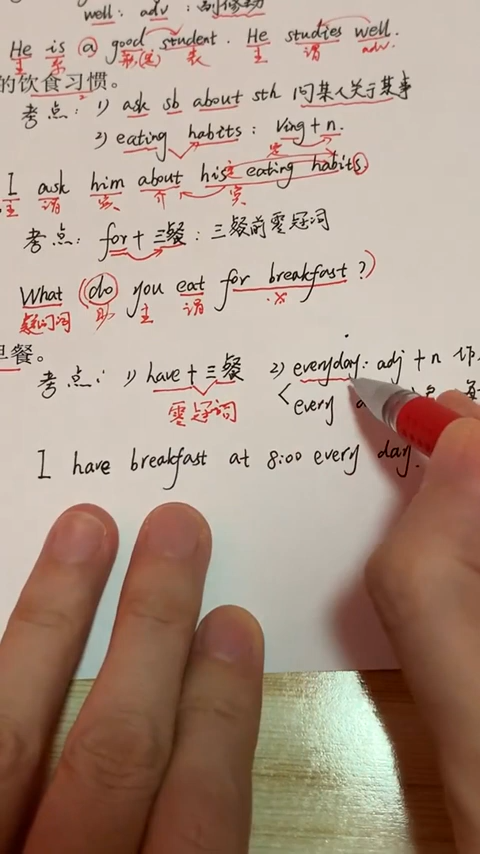 well: adv : 副修动
He is a good student. He studies well.
主 系 形(定) 表 主 谓 adv.
的饮食习惯。
考点: 1) ask sb about sth 问某人关于某事
2) eating habits: Ving+n.
定
I ask him about his eating habits.
主 谓 宾 介 定 宾
考点: for+三餐: 三餐前零冠词
What (do) you eat for breakfast?)
疑问词 助 主 谓 状
早餐。
考点: 1) have+三餐 2) everyday: adj +n 作
零冠词 every
I have breakfast at 8:00 every day.